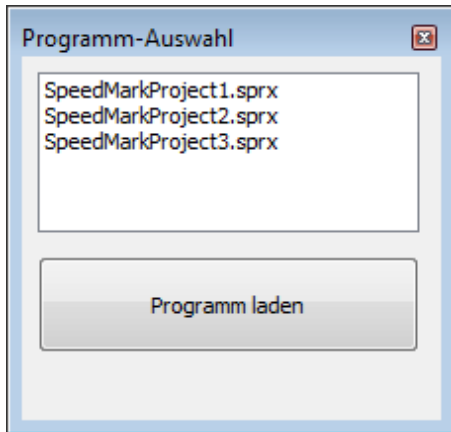 Programm-Auswahl
SpeedMarkProject1.sprx
SpeedMarkProject2.sprx
SpeedMarkProject3.sprx
Programm laden